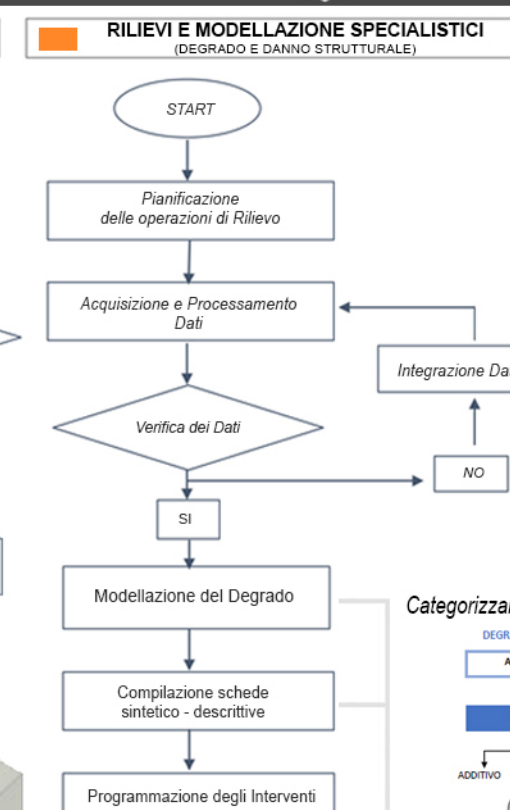 RILIEVI E MODELLAZIONE SPECIALISTICI
(DEGRADO E DANNO STRUTTURALE)
START
Pianificazione
delle operazioni di Rilievo
Acquisizione e Processamento
Dati
Integrazione Da
Verifica dei Dati
NO
SI
Modellazione del Degrado
Categorizza
DEGR
A
Compilazione schede
sintetico - descrittive
ADDITIVO
Programmazione degli Interventi